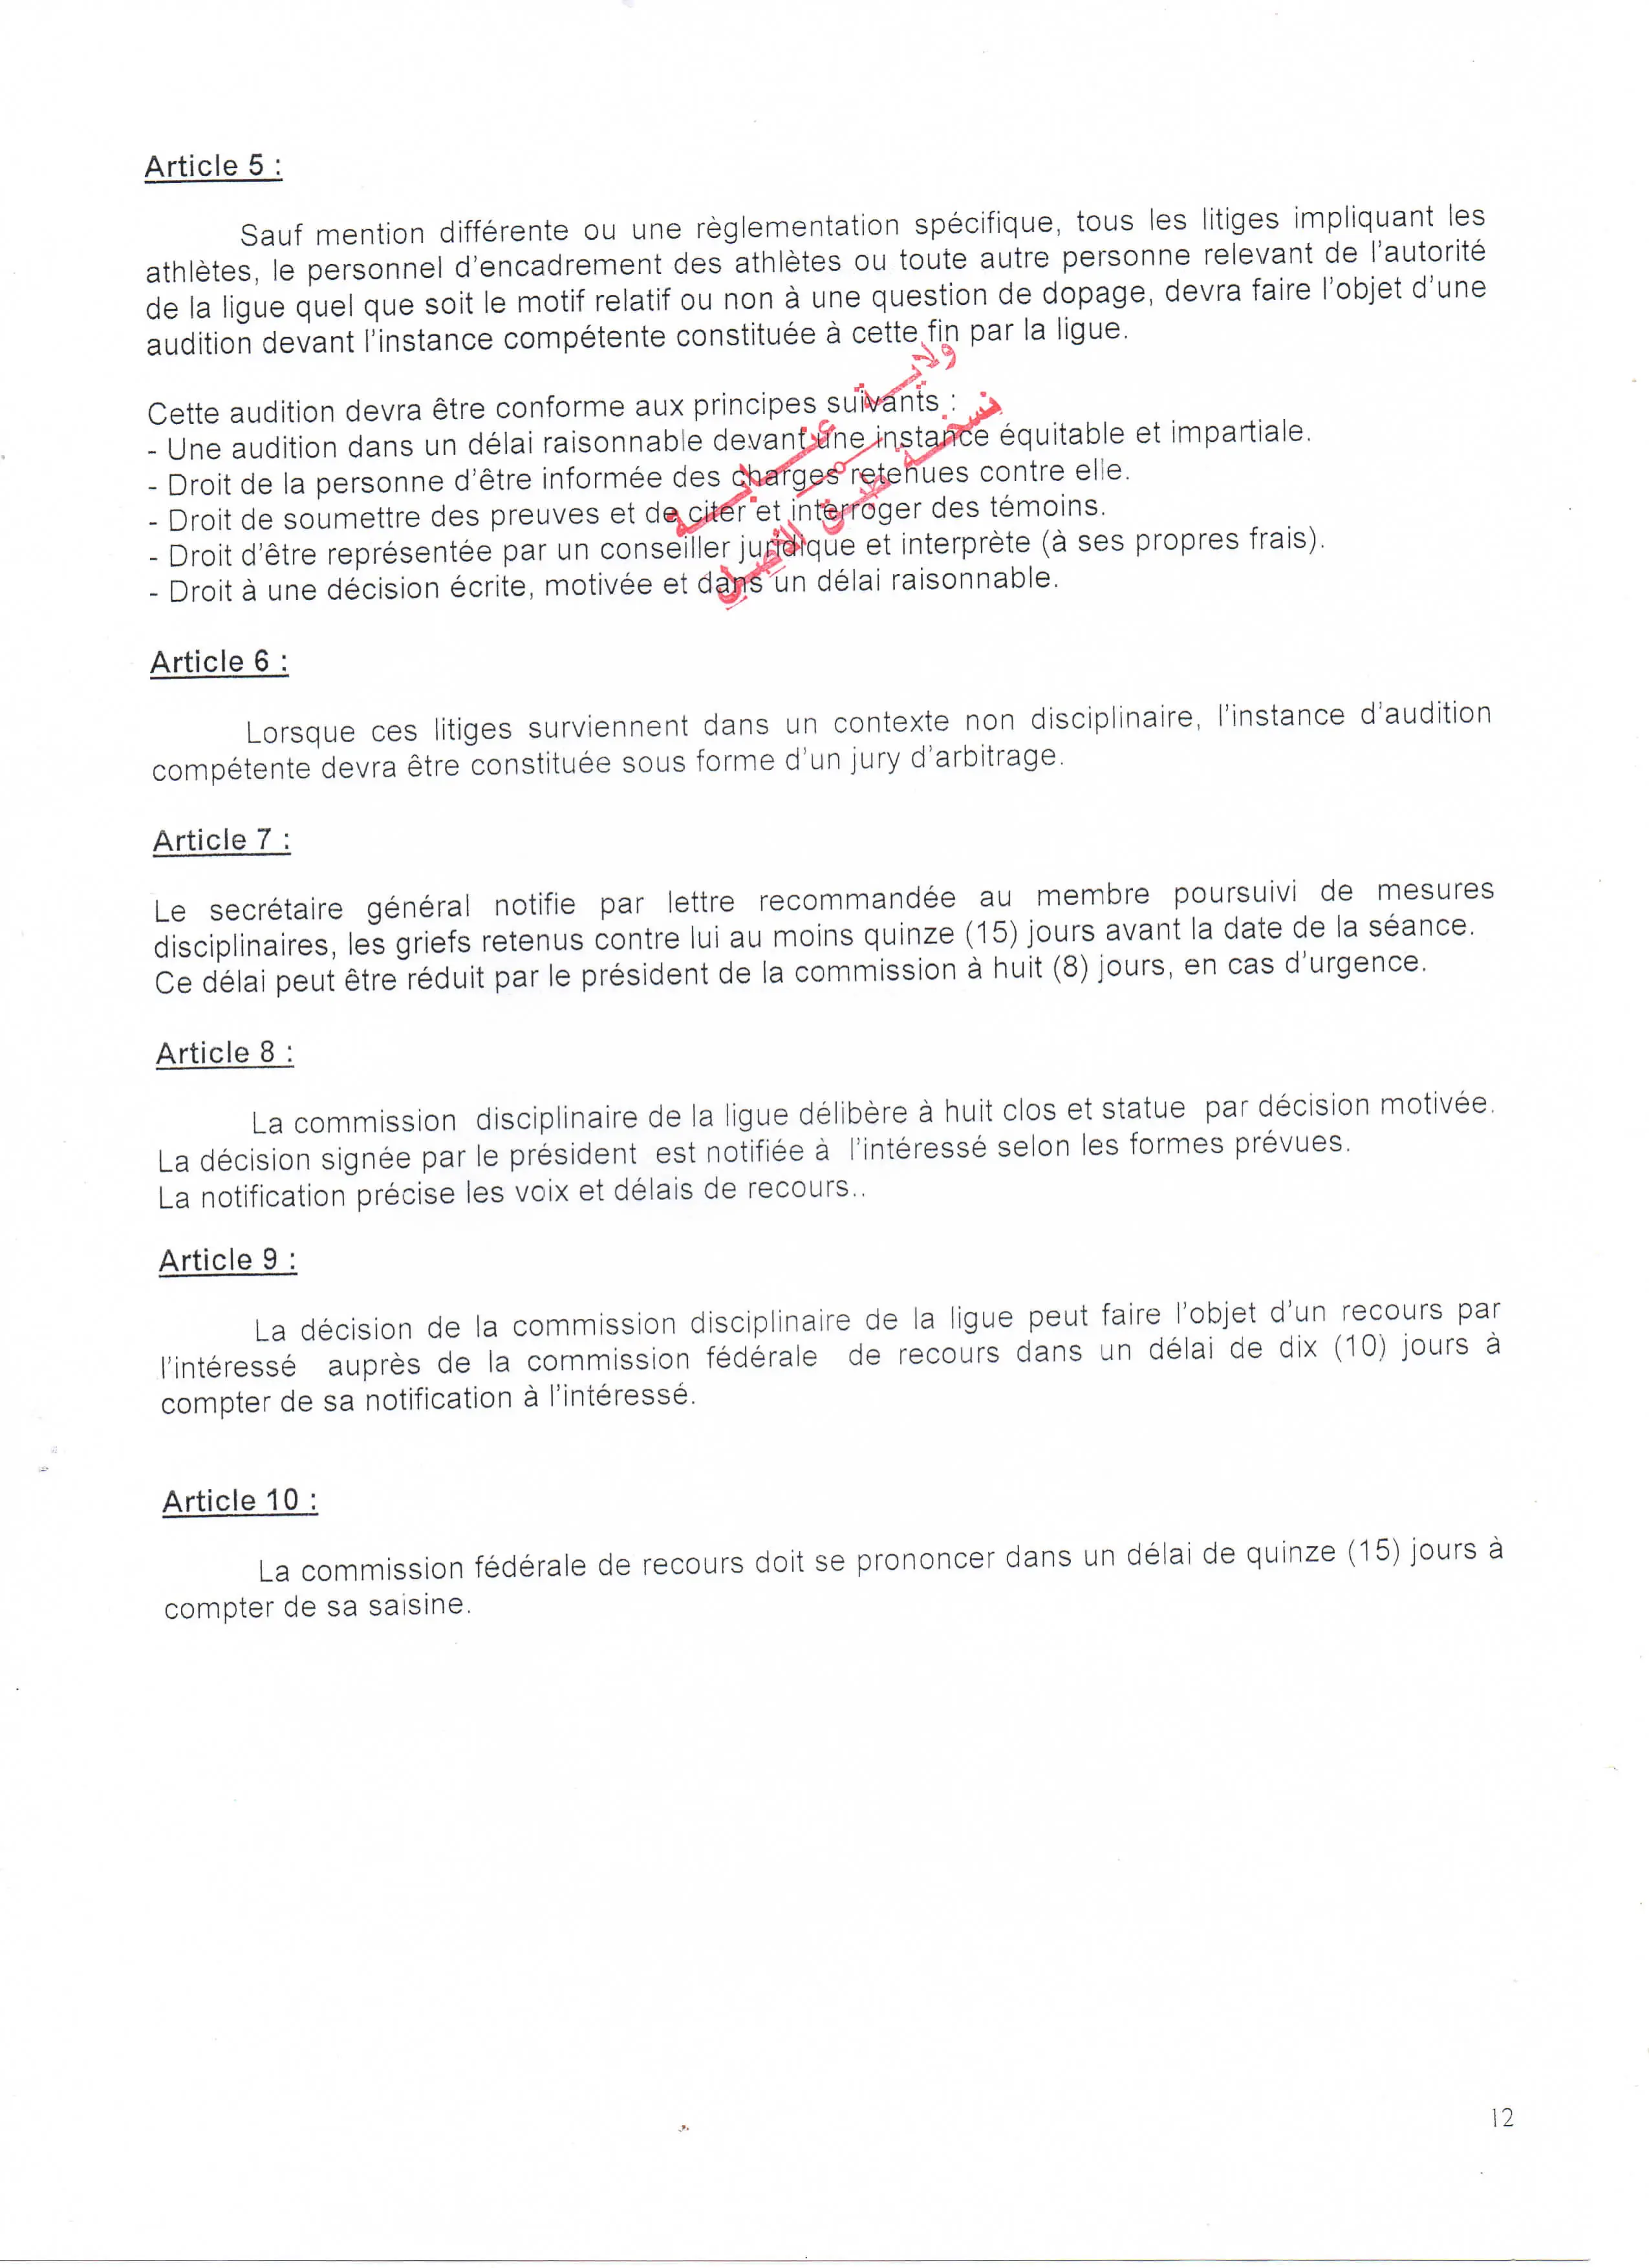 Article 5 :
Sauf mention différente ou une règlementation spécifique, tous les litiges impliquant les
athlètes, le personnel d'encadrement des athlètes ou toute autre personne relevant de l'autorité
de la ligue quel que soit le motif relatif ou non à une question de dopage, devra faire l'objet d'une
audition devant l'instance compétente constituée à cette fin par la ligue.
ولايـــة عنـــابـــة
نسخـــة طبـق الأصـل
Cette audition devra être conforme aux principes suivants :
- Une audition dans un délai raisonnable devant une instance équitable et impartiale.
- Droit de la personne d'être informée des charges retenues contre elle.
- Droit de soumettre des preuves et de citer et interroger des témoins.
- Droit d'être représentée par un conseiller juridique et interprète (à ses propres frais).
- Droit à une décision écrite, motivée et dans un délai raisonnable.
Article 6 :
Lorsque ces litiges surviennent dans un contexte non disciplinaire, l'instance d'audition
compétente devra être constituée sous forme d'un jury d'arbitrage.
Article 7 :
Le secrétaire général notifie par lettre recommandée au membre poursuivi de mesures
disciplinaires, les griefs retenus contre lui au moins quinze (15) jours avant la date de la séance.
Ce délai peut être réduit par le président de la commission à huit (8) jours, en cas d'urgence.
Article 8 :
La commission disciplinaire de la ligue délibère à huit clos et statue par décision motivée.
La décision signée par le président est notifiée à l'intéressé selon les formes prévues.
La notification précise les voix et délais de recours..
Article 9 :
La décision de la commission disciplinaire de la ligue peut faire l'objet d'un recours par
l'intéressé auprès de la commission fédérale de recours dans un délai de dix (10) jours à
compter de sa notification à l'intéressé.
Article 10 :
La commission fédérale de recours doit se prononcer dans un délai de quinze (15) jours à
compter de sa saisine.
12